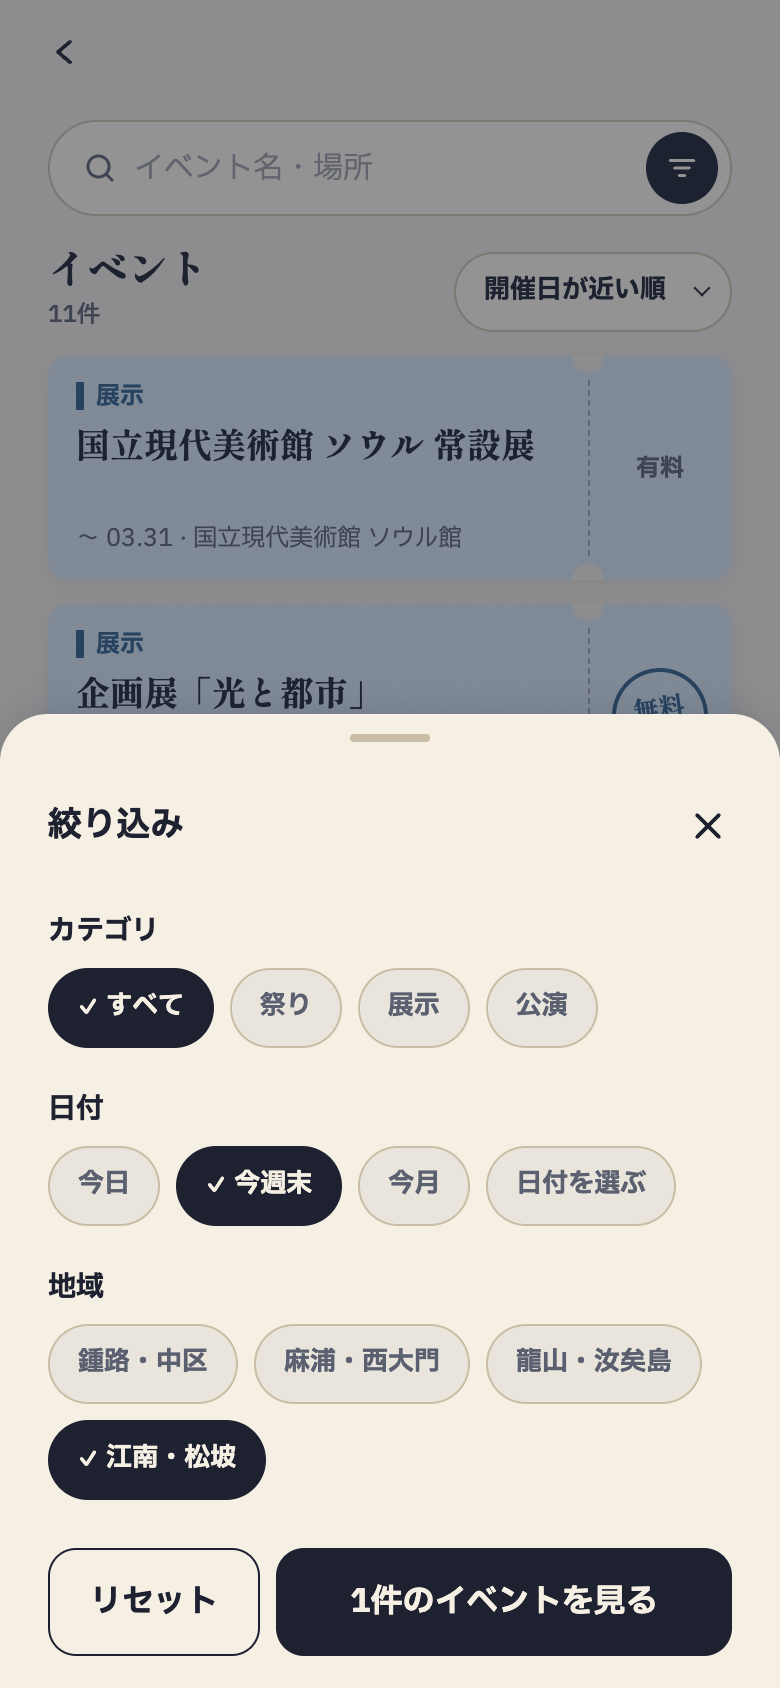 イベント名・場所
イベント
11件
開催日が近い順
展示
国立現代美術館 ソウル 常設展
〜 03.31 · 国立現代美術館 ソウル館
有料
展示
企画展「光と都市」
無料
絞り込み
カテゴリ
すべて
祭り
展示
公演
日付
今日
今週末
今月
日付を選ぶ
地域
鍾路・中区
麻浦・西大門
龍山・汝矣島
江南・松坡
リセット
1件のイベントを見る